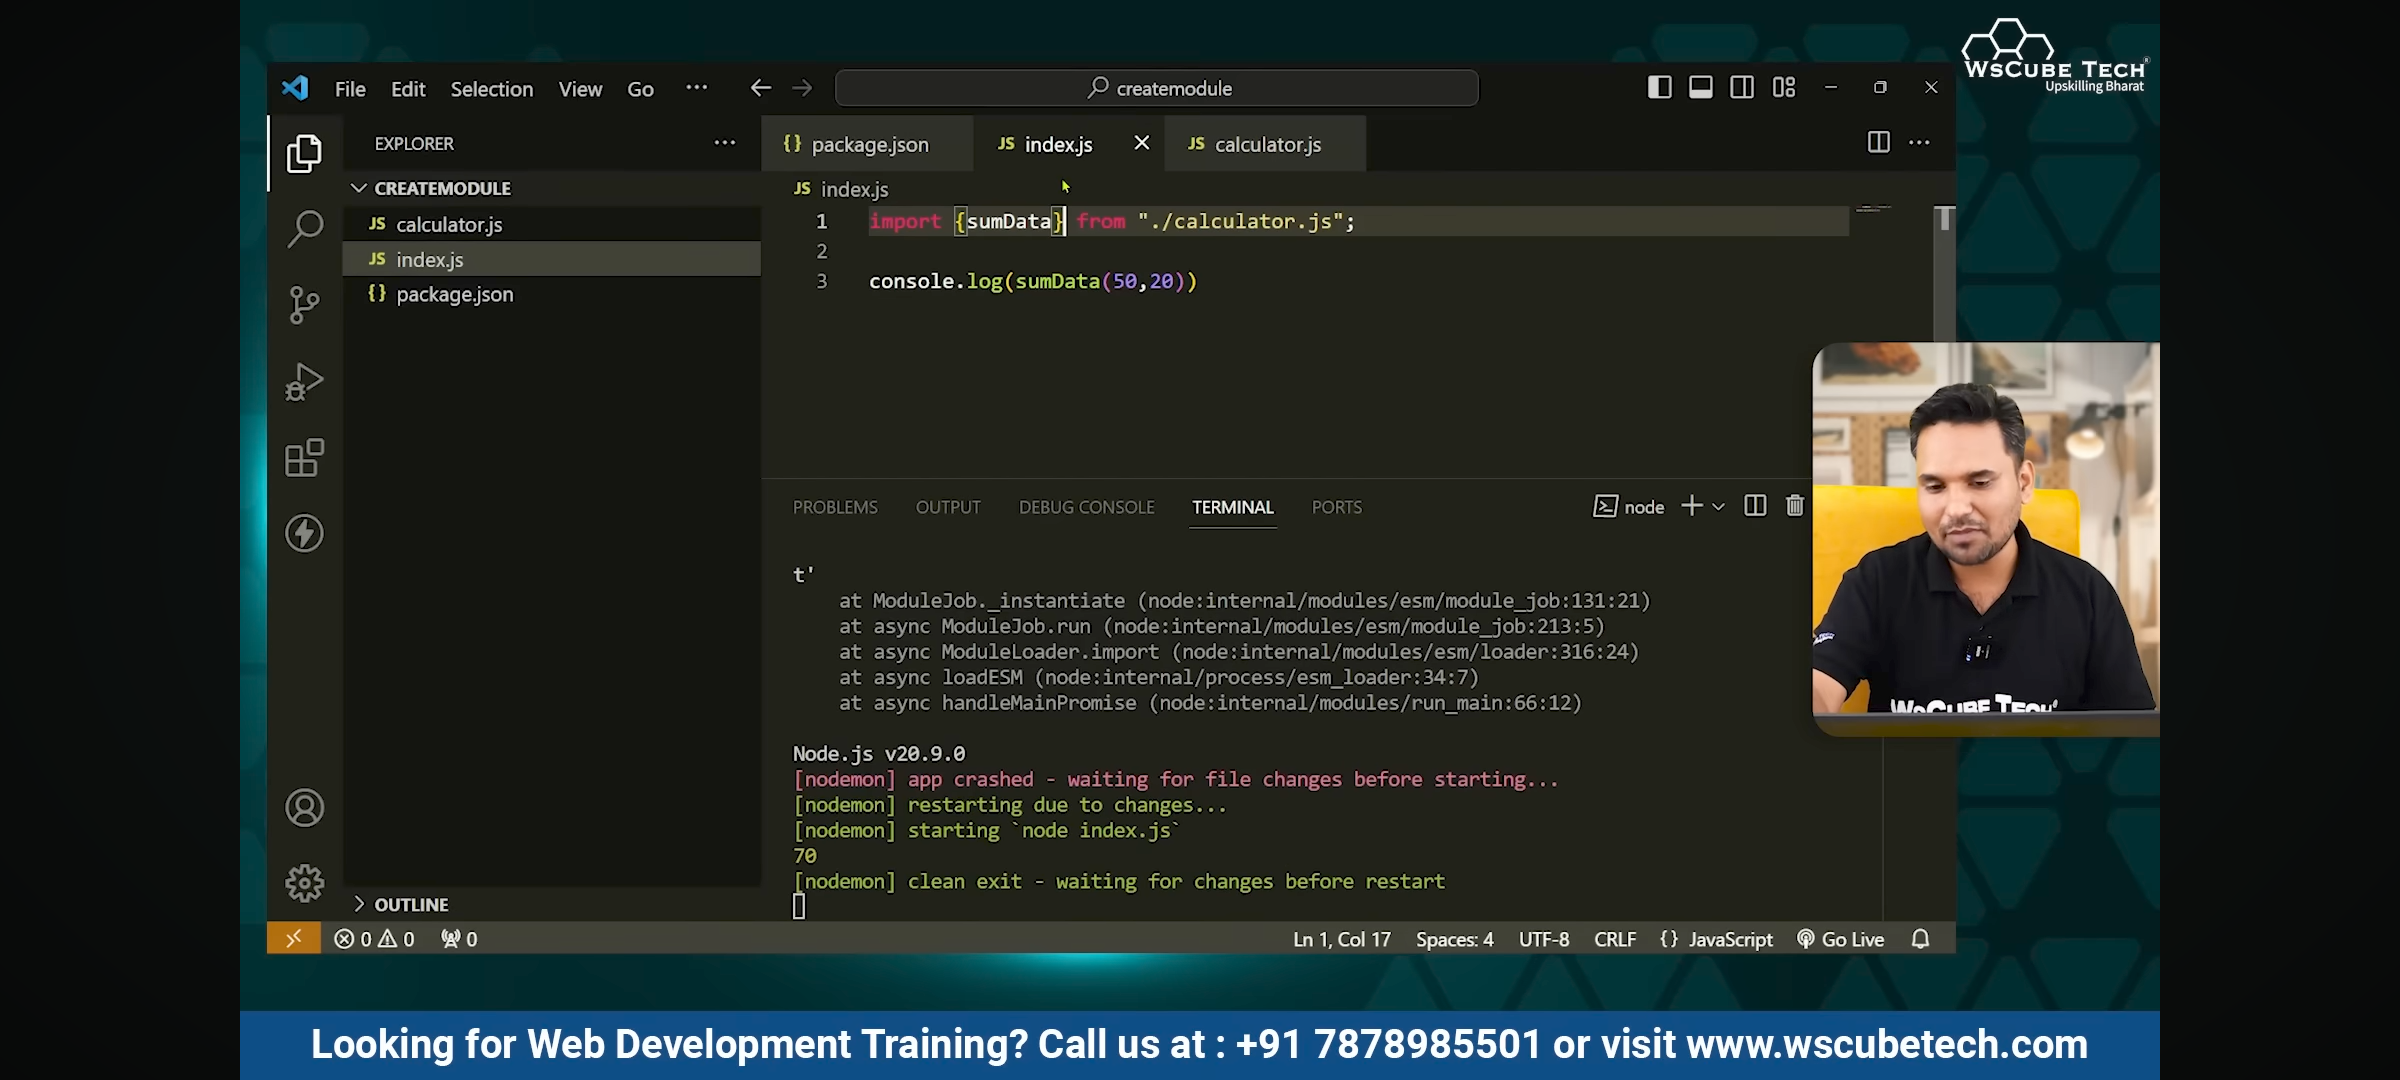 WsCube Tech
Upskilling Bharat
File Edit Selection View Go ··· createmodule
EXPLORER ···
CREATEMODULE
JS calculator.js
JS index.js
{} package.json
OUTLINE
{} package.json JS index.js JS calculator.js ···
JS index.js
1 import {sumData} from "./calculator.js";
2
3 console.log(sumData(50,20))
PROBLEMS OUTPUT DEBUG CONSOLE TERMINAL PORTS node
t'
at ModuleJob._instantiate (node:internal/modules/esm/module_job:131:21)
at async ModuleJob.run (node:internal/modules/esm/module_job:213:5)
at async ModuleLoader.import (node:internal/modules/esm/loader:316:24)
at async loadESM (node:internal/process/esm_loader:34:7)
at async handleMainPromise (node:internal/modules/run_main:66:12)
Node.js v20.9.0
[nodemon] app crashed - waiting for file changes before starting...
[nodemon] restarting due to changes...
[nodemon] starting `node index.js`
70
[nodemon] clean exit - waiting for changes before restart
WsCube Tech
0 0 0 Ln 1, Col 17 Spaces: 4 UTF-8 CRLF {} JavaScript Go Live
Looking for Web Development Training? Call us at : +91 7878985501 or visit www.wscubetech.com